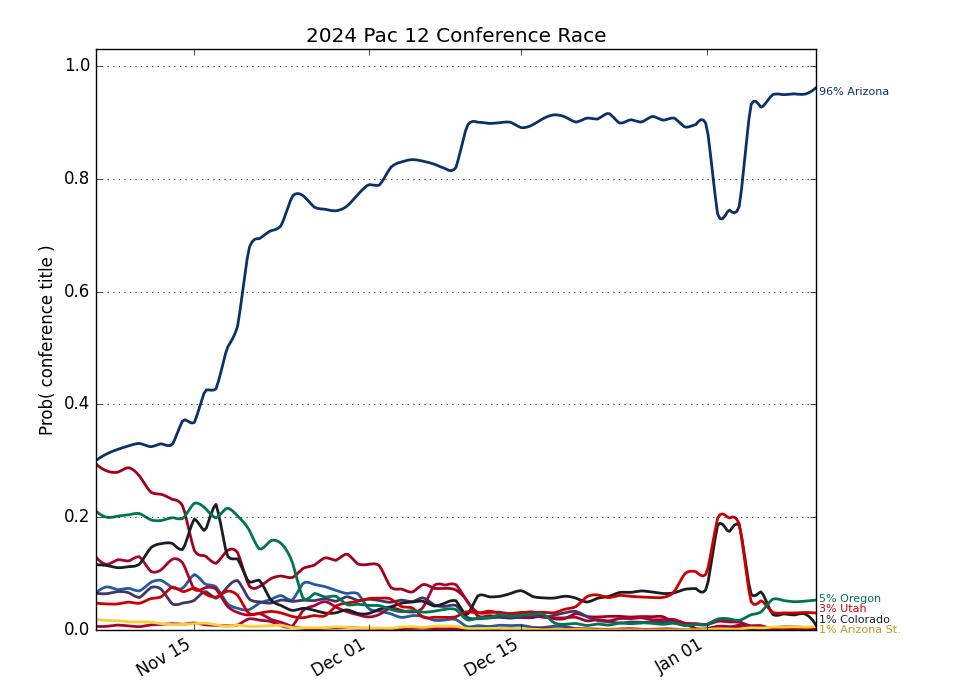 2024 Pac 12 Conference Race
Prob( conference title )
1.0
0.8
0.6
0.4
0.2
0.0
Nov 15
Dec 01
Dec 15
Jan 01
96% Arizona
5% Oregon
3% Utah
1% Colorado
1% Arizona St.